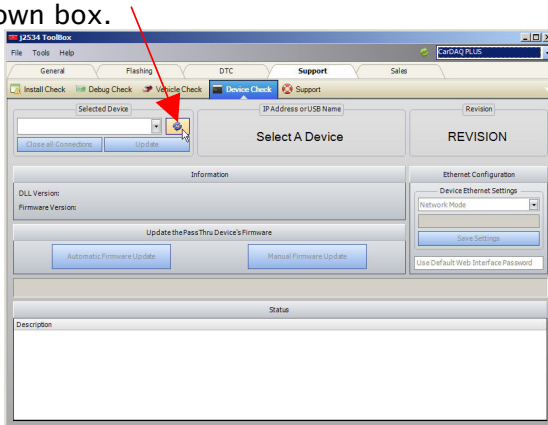 own box.
j2534 ToolBox
File Tools Help
CarDAQ PLUS
General Flashing DTC Support Sales
Install Check Debug Check Vehicle Check Device Check Support
Selected Device
IP Address or USB Name
Revision
Select A Device
REVISION
Close all Connections Update
Information
Ethernet Configuration
DLL Version:
Device Ethernet Settings
Firmware Version:
Network Mode
Update the PassThru Device's Firmware
Save Settings
Automatic Firmware Update Manual Firmware Update
Use Default Web Interface Password
Status
Description